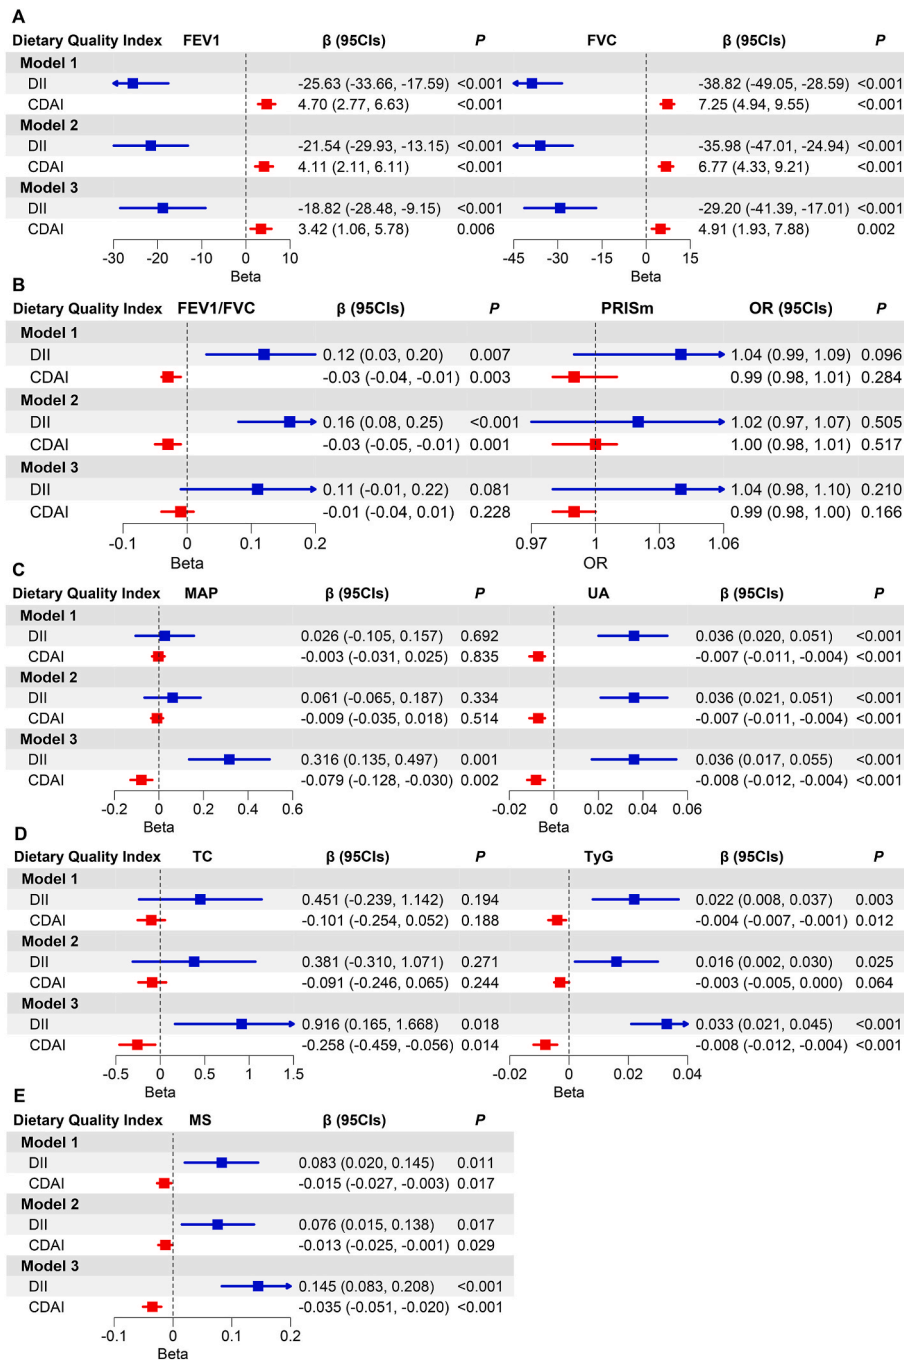 A
Dietary Quality Index FEV1 β (95CIs) P FVC β (95CIs) P
Model 1
DII -25.63 (-33.66, -17.59) <0.001 -38.82 (-49.05, -28.59) <0.001
CDAI 4.70 (2.77, 6.63) <0.001 7.25 (4.94, 9.55) <0.001
Model 2
DII -21.54 (-29.93, -13.15) <0.001 -35.98 (-47.01, -24.94) <0.001
CDAI 4.11 (2.11, 6.11) <0.001 6.77 (4.33, 9.21) <0.001
Model 3
DII -18.82 (-28.48, -9.15) <0.001 -29.20 (-41.39, -17.01) <0.001
CDAI 3.42 (1.06, 5.78) 0.006 4.91 (1.93, 7.88) 0.002
-30 -20 -10 0 10 -45 -30 -15 0 15
Beta Beta
B
Dietary Quality Index FEV1/FVC β (95CIs) P PRISm OR (95CIs) P
Model 1
DII 0.12 (0.03, 0.20) 0.007 1.04 (0.99, 1.09) 0.096
CDAI -0.03 (-0.04, -0.01) 0.003 0.99 (0.98, 1.01) 0.284
Model 2
DII 0.16 (0.08, 0.25) <0.001 1.02 (0.97, 1.07) 0.505
CDAI -0.03 (-0.05, -0.01) 0.001 1.00 (0.98, 1.01) 0.517
Model 3
DII 0.11 (-0.01, 0.22) 0.081 1.04 (0.98, 1.10) 0.210
CDAI -0.01 (-0.04, 0.01) 0.228 0.99 (0.98, 1.00) 0.166
-0.1 0 0.1 0.2 0.97 1 1.03 1.06
Beta OR
C
Dietary Quality Index MAP β (95CIs) P UA β (95CIs) P
Model 1
DII 0.026 (-0.105, 0.157) 0.692 0.036 (0.020, 0.051) <0.001
CDAI -0.003 (-0.031, 0.025) 0.835 -0.007 (-0.011, -0.004) <0.001
Model 2
DII 0.061 (-0.065, 0.187) 0.334 0.036 (0.021, 0.051) <0.001
CDAI -0.009 (-0.035, 0.018) 0.514 -0.007 (-0.011, -0.004) <0.001
Model 3
DII 0.316 (0.135, 0.497) 0.001 0.036 (0.017, 0.055) <0.001
CDAI -0.079 (-0.128, -0.030) 0.002 -0.008 (-0.012, -0.004) <0.001
-0.2 0 0.2 0.4 0.6 -0.02 0 0.02 0.04 0.06
Beta Beta
D
Dietary Quality Index TC β (95CIs) P TyG β (95CIs) P
Model 1
DII 0.451 (-0.239, 1.142) 0.194 0.022 (0.008, 0.037) 0.003
CDAI -0.101 (-0.254, 0.052) 0.188 -0.004 (-0.007, -0.001) 0.012
Model 2
DII 0.381 (-0.310, 1.071) 0.271 0.016 (0.002, 0.030) 0.025
CDAI -0.091 (-0.246, 0.065) 0.244 -0.003 (-0.005, 0.000) 0.064
Model 3
DII 0.916 (0.165, 1.668) 0.018 0.033 (0.021, 0.045) <0.001
CDAI -0.258 (-0.459, -0.056) 0.014 -0.008 (-0.012, -0.004) <0.001
-0.5 0 0.5 1 1.5 -0.02 0 0.02 0.04
Beta Beta
E
Dietary Quality Index MS β (95CIs) P
Model 1
DII 0.083 (0.020, 0.145) 0.011
CDAI -0.015 (-0.027, -0.003) 0.017
Model 2
DII 0.076 (0.015, 0.138) 0.017
CDAI -0.013 (-0.025, -0.001) 0.029
Model 3
DII 0.145 (0.083, 0.208) <0.001
CDAI -0.035 (-0.051, -0.020) <0.001
-0.1 0 0.1 0.2
Beta